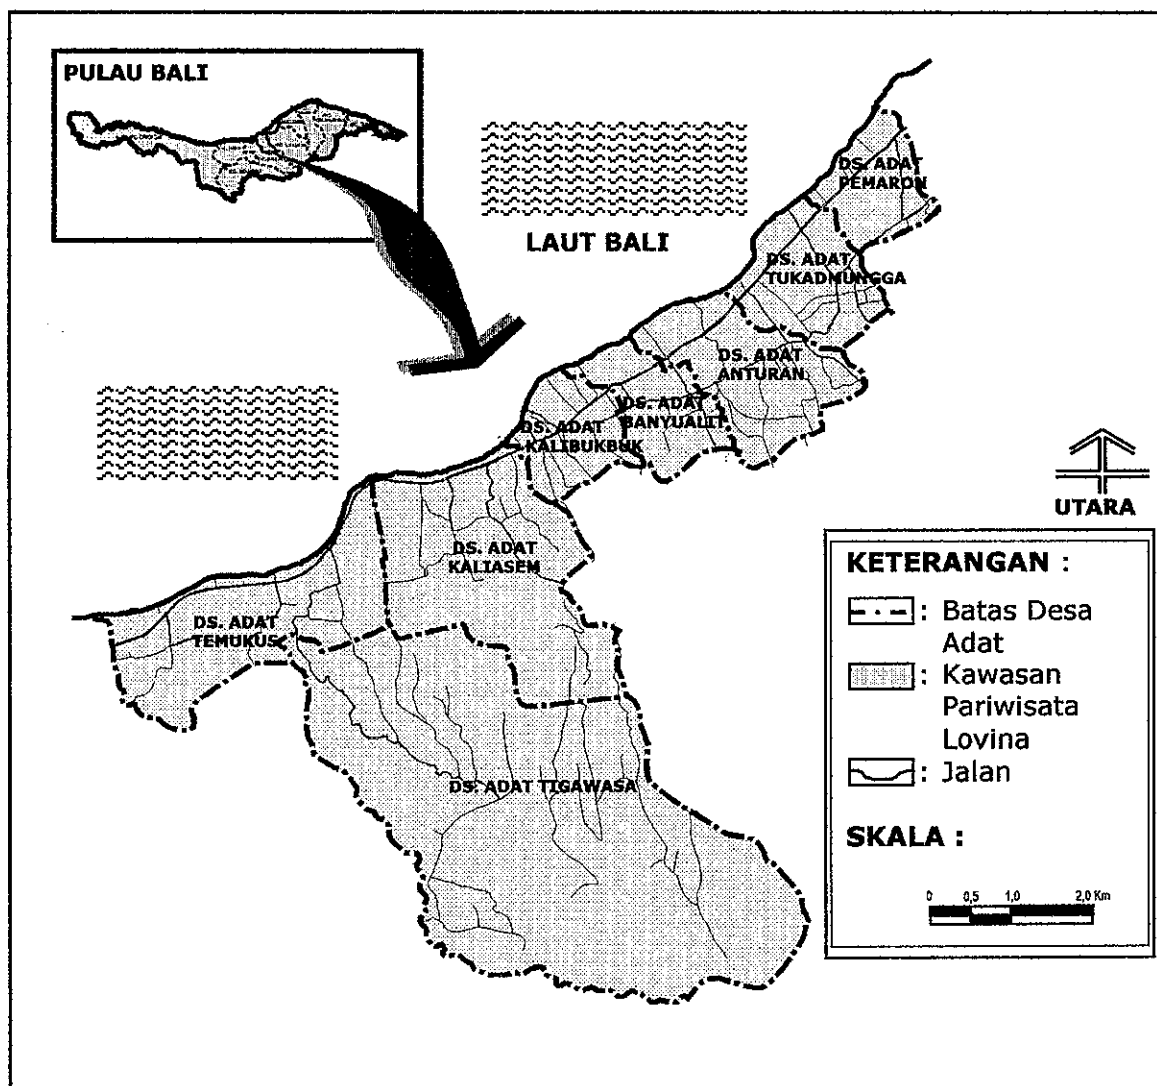 PULAU BALI
LAUT BALI
DS. ADAT
PEMARON
DS. ADAT
TUKADMUNGGA
DS. ADAT
ANTURAN
DS. ADAT
BANYUALIT
DS. ADAT
KALIBUKBUK
DS. ADAT
KALIASEM
DS. ADAT
TEMUKUS
DS. ADAT TIGAWASA
UTARA
KETERANGAN :
: Batas Desa
Adat
: Kawasan
Pariwisata
Lovina
: Jalan
SKALA :
0 0,5 1,0 2,0 Km